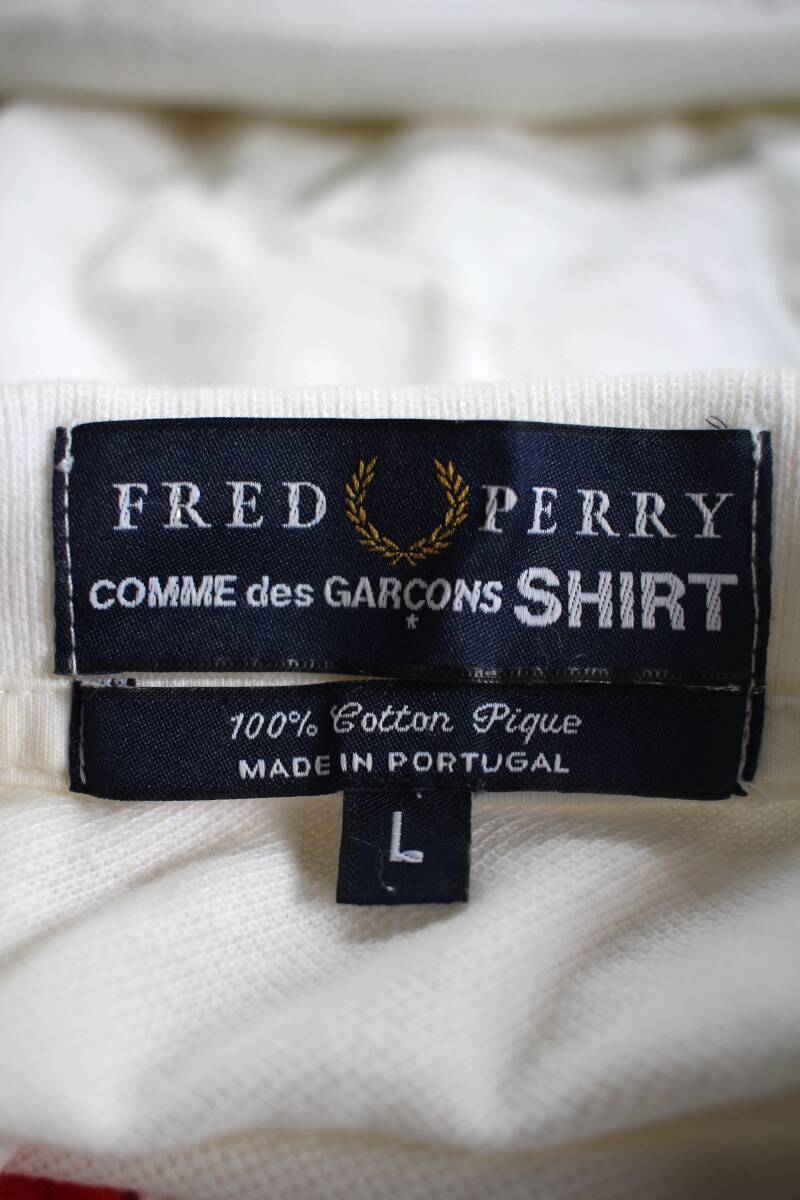 FRED PERRY
COMME des GARÇONS SHIRT
100% Cotton Pique
MADE IN PORTUGAL
L